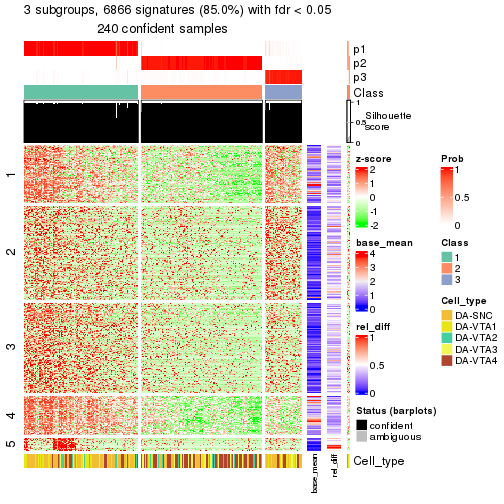 3 subgroups, 6866 signatures (85.0%) with fdr < 0.05
240 confident samples
p1
p2
p3
Class
1
0.5
0
Silhouette
score
1
2
3
4
5
Cell_type
base_mean
rel_diff
z-score
2
1
0
-1
-2
base_mean
4
3
2
1
0
rel_diff
1
0.5
0
Status (barplots)
confident
ambiguous
Prob
1
0.5
0
Class
1
2
3
Cell_type
DA-SNC
DA-VTA1
DA-VTA2
DA-VTA3
DA-VTA4